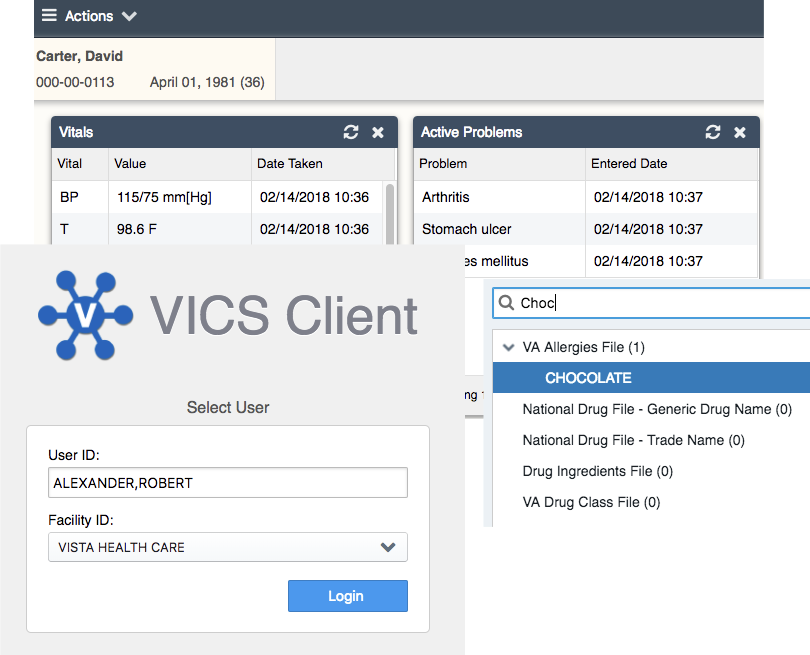 Actions
Carter, David
000-00-0113 April 01, 1981 (36)
Vitals
Vital Value Date Taken
BP 115/75 mm[Hg] 02/14/2018 10:36
T 98.6 F 02/14/2018 10:36
Active Problems
Problem Entered Date
Arthritis 02/14/2018 10:37
Stomach ulcer 02/14/2018 10:37
es mellitus 02/14/2018 10:37
V
VICS Client
Select User
User ID:
ALEXANDER,ROBERT
Facility ID:
VISTA HEALTH CARE
Login
Choc
VA Allergies File (1)
CHOCOLATE
National Drug File - Generic Drug Name (0)
National Drug File - Trade Name (0)
Drug Ingredients File (0)
VA Drug Class File (0)